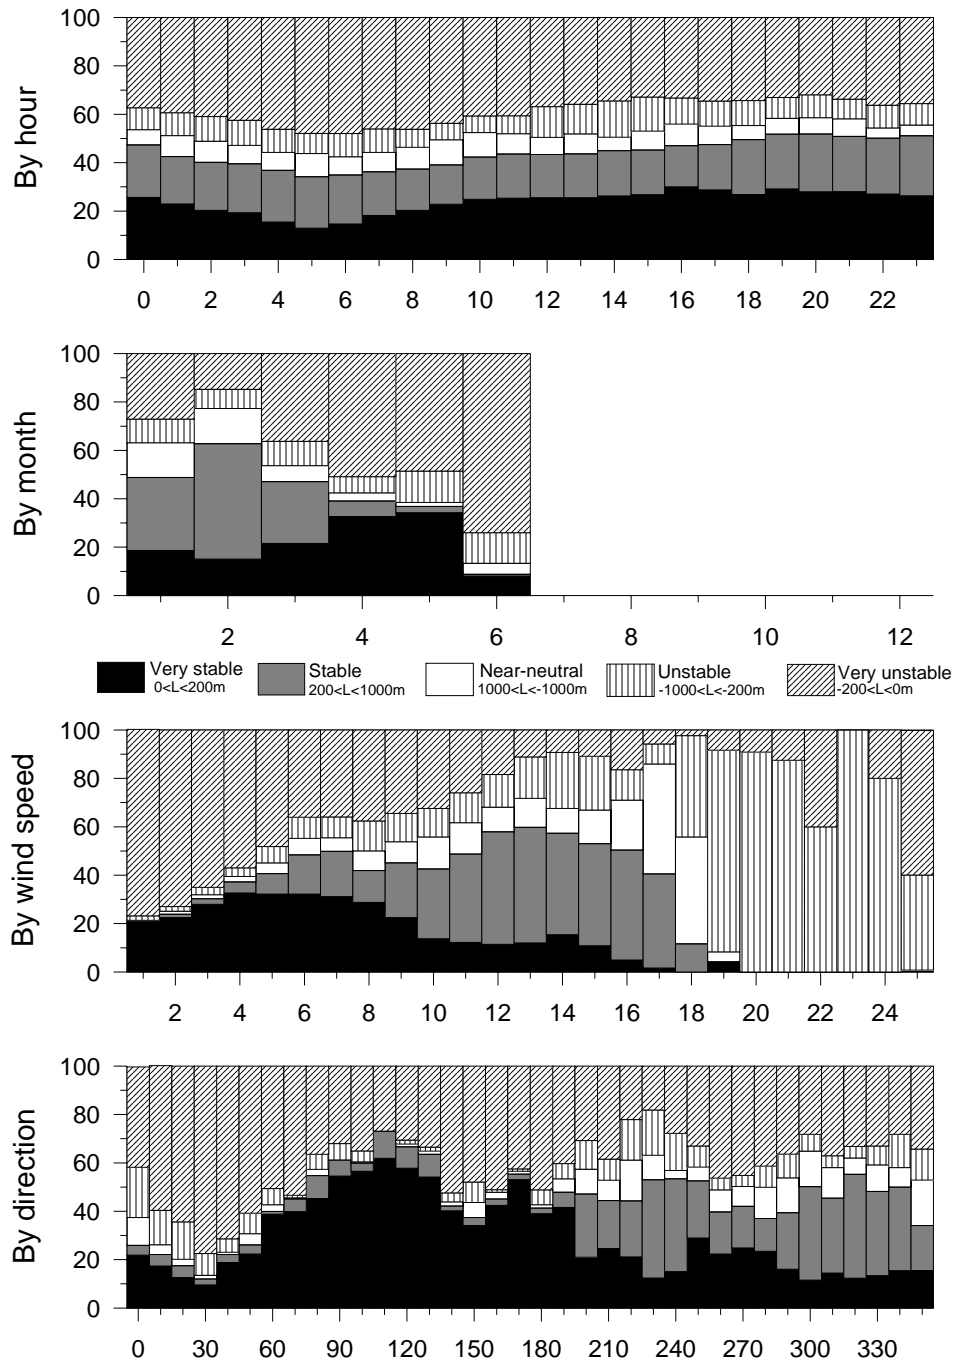 100
80
60
40
20
0
By hour
0 2 4 6 8 10 12 14 16 18 20 22
100
80
60
40
20
0
By month
2 4 6 8 10 12
Very stable
0<L<200m
Stable
200<L<1000m
Near-neutral
1000<L<-1000m
Unstable
-1000<L<-200m
Very unstable
-200<L<0m
100
80
60
40
20
0
By wind speed
2 4 6 8 10 12 14 16 18 20 22 24
100
80
60
40
20
0
By direction
0 30 60 90 120 150 180 210 240 270 300 330